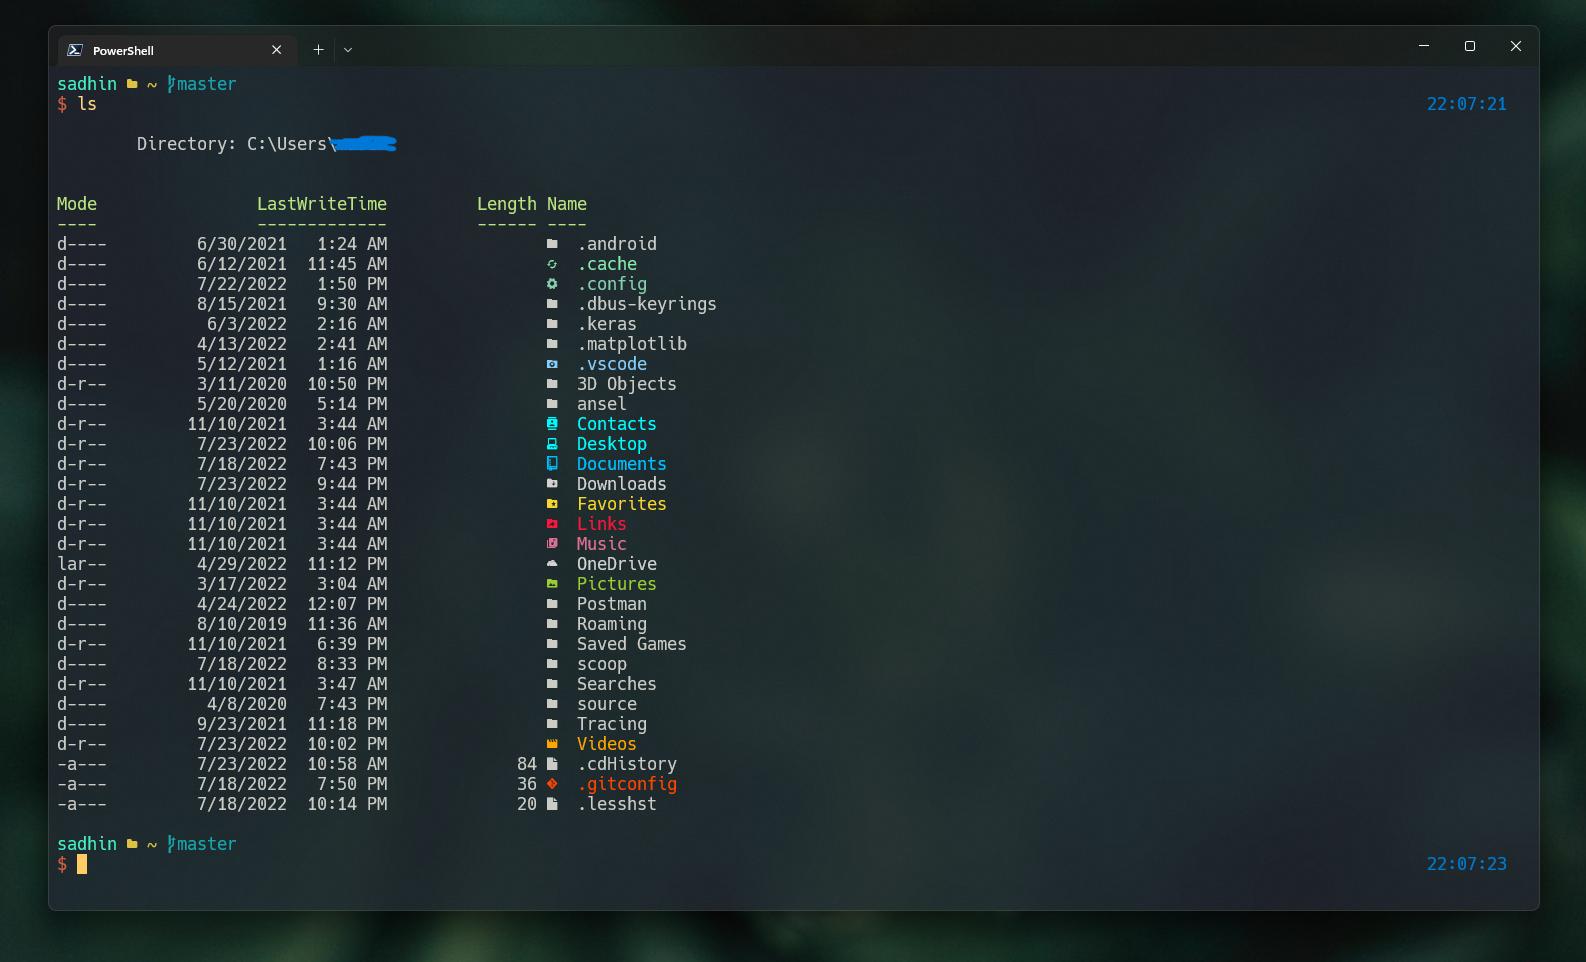 PowerShell
sadhin ~ master
$ ls 22:07:21
Directory: C:\Users\
Mode LastWriteTime Length Name
---- ------------- ------ ----
d---- 6/30/2021 1:24 AM .android
d---- 6/12/2021 11:45 AM .cache
d---- 7/22/2022 1:50 PM .config
d---- 8/15/2021 9:30 AM .dbus-keyrings
d---- 6/3/2022 2:16 AM .keras
d---- 4/13/2022 2:41 AM .matplotlib
d---- 5/12/2021 1:16 AM .vscode
d-r-- 3/11/2020 10:50 PM 3D Objects
d---- 5/20/2020 5:14 PM ansel
d-r-- 11/10/2021 3:44 AM Contacts
d-r-- 7/23/2022 10:06 PM Desktop
d-r-- 7/18/2022 7:43 PM Documents
d-r-- 7/23/2022 9:44 PM Downloads
d-r-- 11/10/2021 3:44 AM Favorites
d-r-- 11/10/2021 3:44 AM Links
d-r-- 11/10/2021 3:44 AM Music
lar-- 4/29/2022 11:12 PM OneDrive
d-r-- 3/17/2022 3:04 AM Pictures
d---- 4/24/2022 12:07 PM Postman
d---- 8/10/2019 11:36 AM Roaming
d-r-- 11/10/2021 6:39 PM Saved Games
d---- 7/18/2022 8:33 PM scoop
d-r-- 11/10/2021 3:47 AM Searches
d---- 4/8/2020 7:43 PM source
d---- 9/23/2021 11:18 PM Tracing
d-r-- 7/23/2022 10:02 PM Videos
-a--- 7/23/2022 10:58 AM 84 .cdHistory
-a--- 7/18/2022 7:50 PM 36 .gitconfig
-a--- 7/18/2022 10:14 PM 20 .lesshst
sadhin ~ master
$ 22:07:23